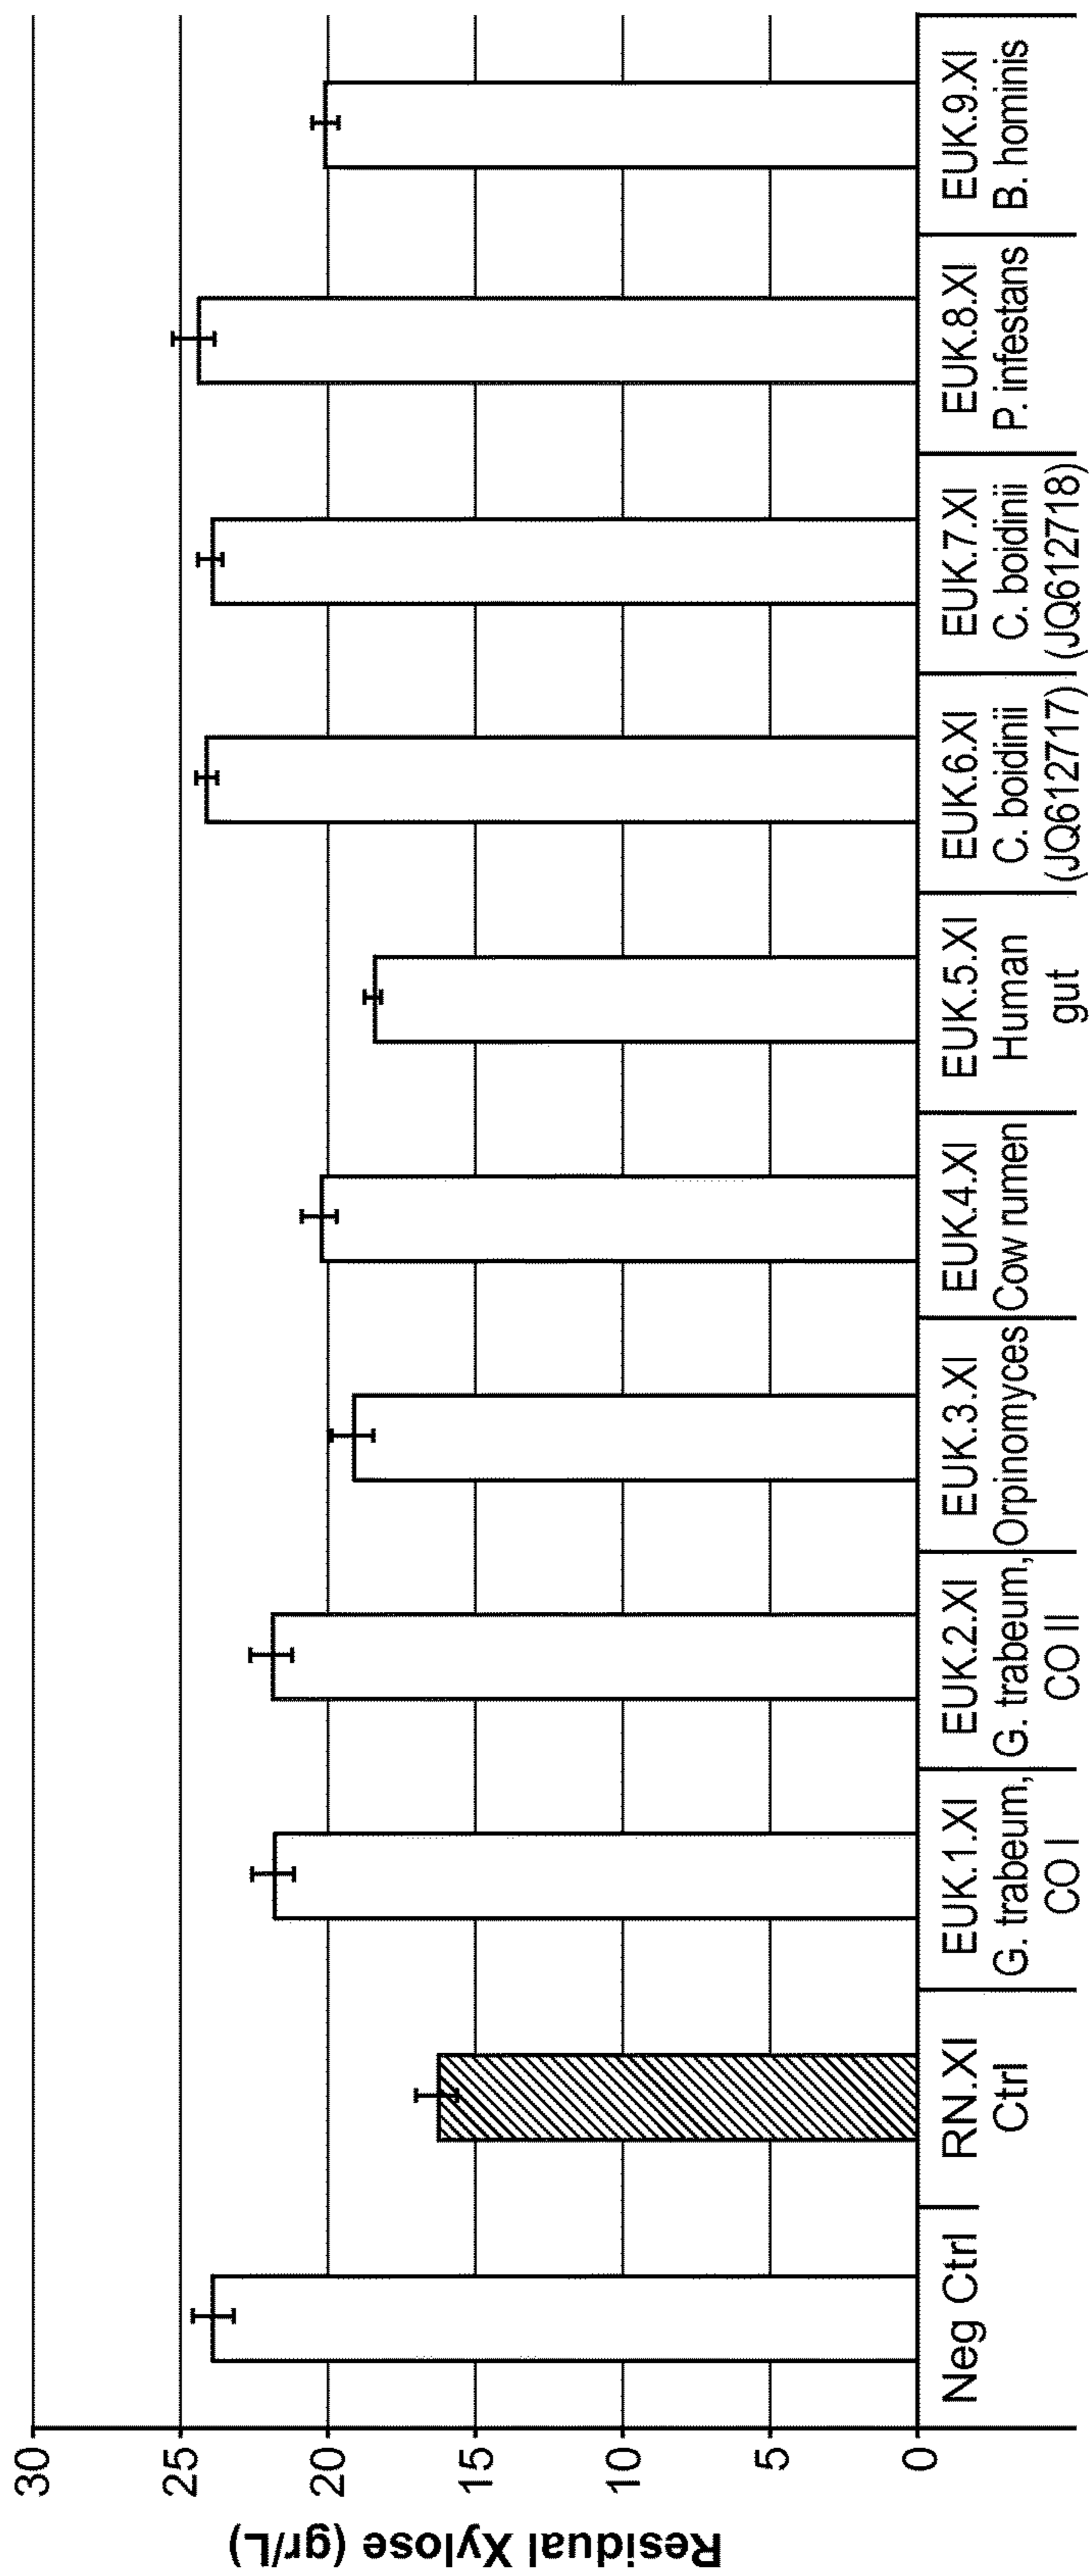 Residual Xylose (gr/L)
30
25
20
15
10
5
0
Neg Ctrl
RN.XI
Ctrl
EUK.1.XI
G. trabeum,
CO I
EUK.2.XI
G. trabeum,
CO II
EUK.3.XI
Orpinomyces
EUK.4.XI
Cow rumen
EUK.5.XI
Human
gut
EUK.6.XI
C. boidinii
(JQ612717)
EUK.7.XI
C. boidinii
(JQ612718)
EUK.8.XI
P. infestans
EUK.9.XI
B. hominis